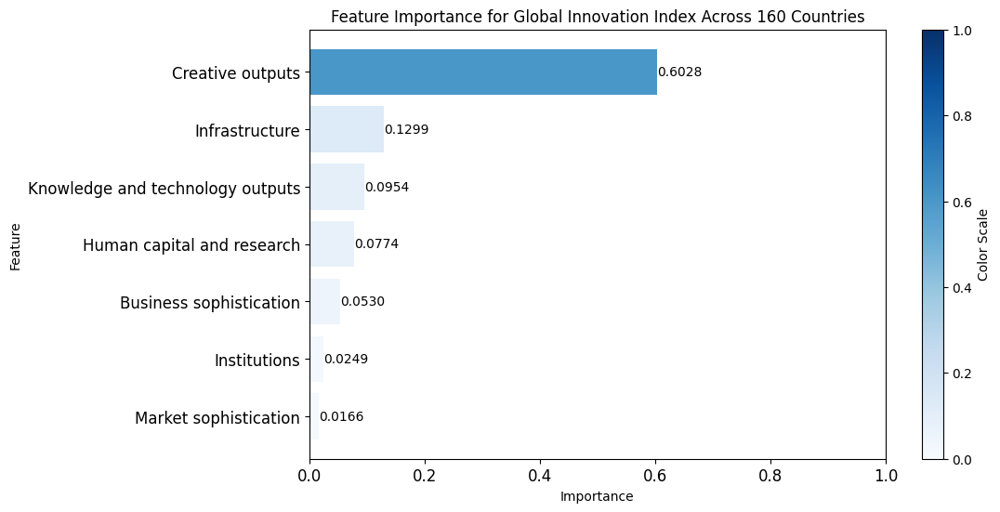 Feature Importance for Global Innovation Index Across 160 Countries
Feature
Creative outputs
0.6028
Infrastructure
0.1299
Knowledge and technology outputs
0.0954
Human capital and research
0.0774
Business sophistication
0.0530
Institutions
0.0249
Market sophistication
0.0166
0.0 0.2 0.4 0.6 0.8 1.0
Importance
1.0
0.8
0.6
0.4
0.2
0.0
Color Scale